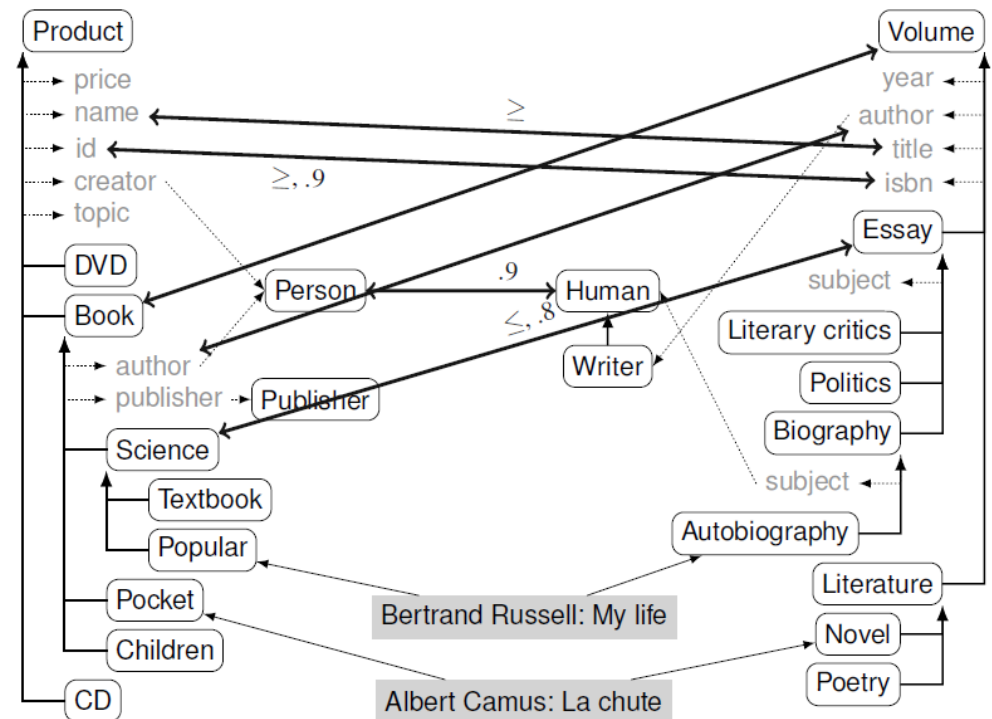 Product
price
name
id
creator
topic
DVD
Book
author
publisher
Publisher
Science
Textbook
Popular
Pocket
Children
CD
≥
≥, .9
Person
.9
Human
≤, .8
Writer
Bertrand Russell: My life
Albert Camus: La chute
Volume
year
author
title
isbn
Essay
subject
Literary critics
Politics
Biography
subject
Autobiography
Literature
Novel
Poetry